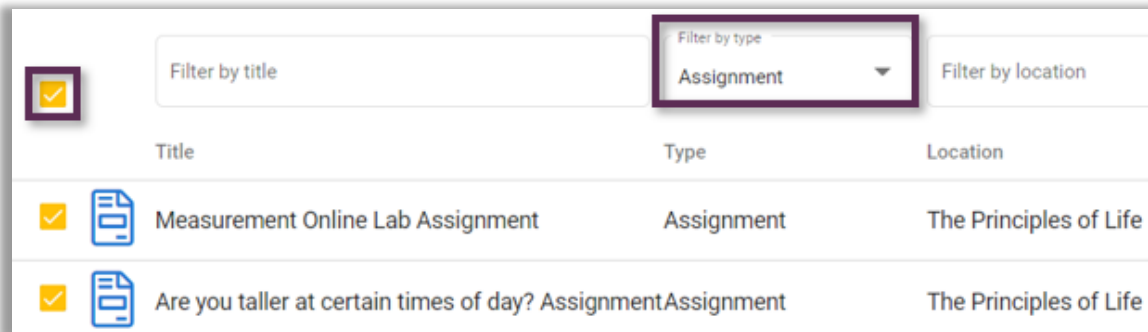 Filter by type
Filter by title
Assignment
Filter by location
Title Type Location
Measurement Online Lab Assignment Assignment The Principles of Life
Are you taller at certain times of day? Assignment Assignment The Principles of Life